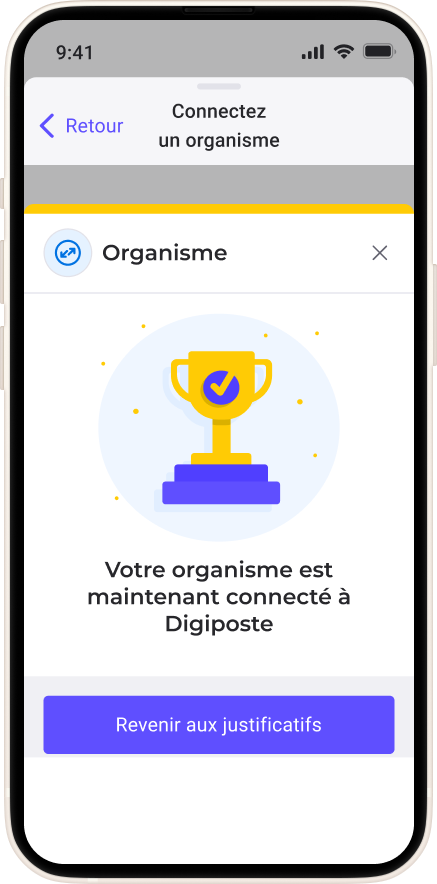 9:41
Retour
Connectez
un organisme
Organisme
Votre organisme est
maintenant connecté à
Digiposte
Revenir aux justificatifs